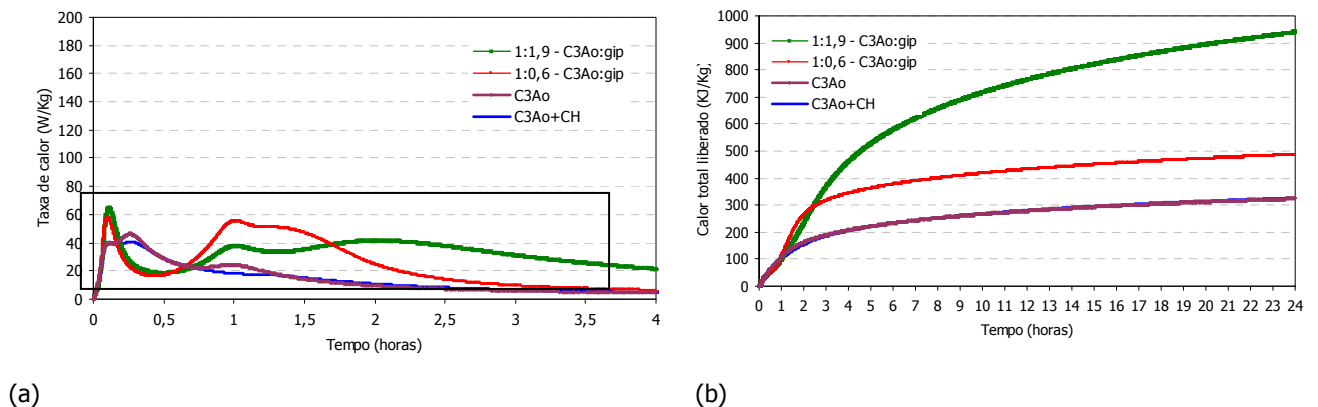 200
180
160
140
120
100
80
60
40
20
0
Taxa de calor (W/Kg)
1:1,9 - C3Ao:gip
1:0,6 - C3Ao:gip
C3Ao
C3Ao+CH
0 0,5 1 1,5 2 2,5 3 3,5 4
Tempo (horas)
(a)
1000
900
800
700
600
500
400
300
200
100
0
Calor total liberado (KJ/Kg)
1:1,9 - C3Ao:gip
1:0,6 - C3Ao:gip
C3Ao
C3Ao+CH
0 1 2 3 4 5 6 7 8 9 10 11 12 13 14 15 16 17 18 19 20 21 22 23 24
Tempo (horas)
(b)